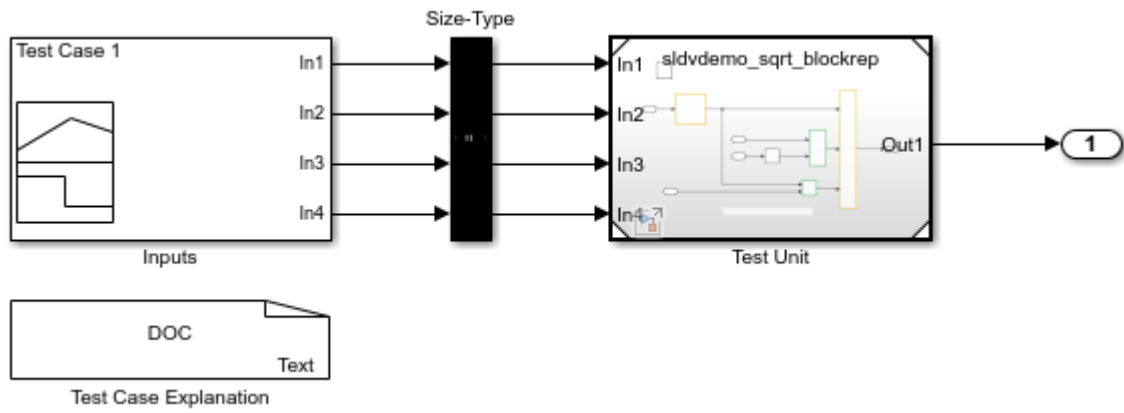 Size-Type
Test Case 1
In1
In2
In3
In4
Inputs
sldvdemo_sqrt_blockrep
In1
In2
In3
In4
Out1
Test Unit
1
DOC
Text
Test Case Explanation